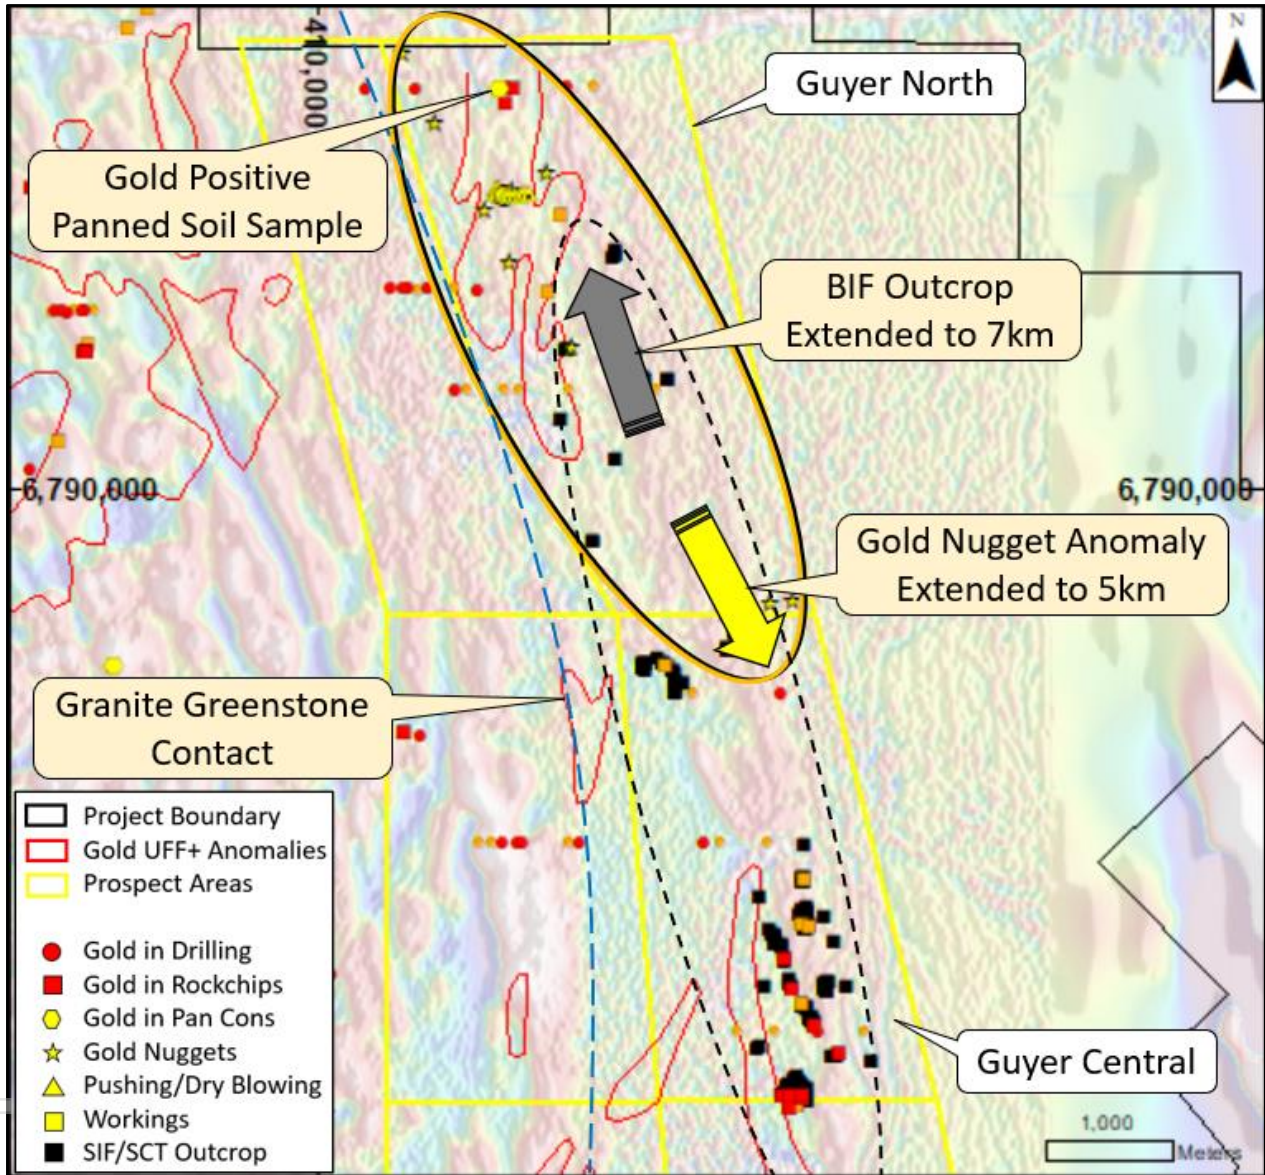 N
410,000
Guyer North
Gold Positive
Panned Soil Sample
BIF Outcrop
Extended to 7km
6,790,000
6,790,000
Gold Nugget Anomaly
Extended to 5km
Granite Greenstone
Contact
Project Boundary
Gold UFF+ Anomalies
Prospect Areas
Gold in Drilling
Gold in Rockchips
Gold in Pan Cons
Gold Nuggets
Pushing/Dry Blowing
Workings
SIF/SCT Outcrop
Guyer Central
1,000
Meters